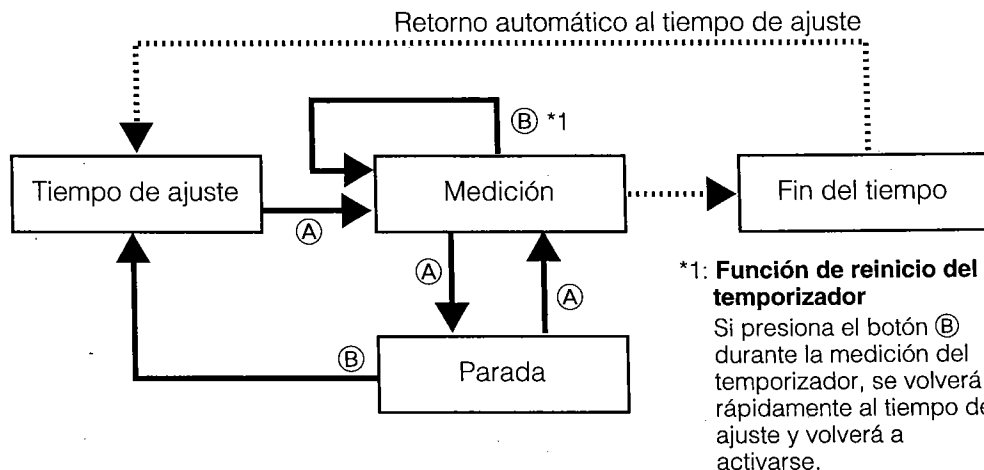 Retorno automático al tiempo de ajuste
Ⓑ *1
Tiempo de ajuste
Medición
Fin del tiempo
Ⓐ
Ⓐ
Ⓐ
Ⓑ
Parada
*1: Función de reinicio del
temporizador
Si presiona el botón Ⓑ
durante la medición del
temporizador, se volverá
rápidamente al tiempo de
ajuste y volverá a
activarse.